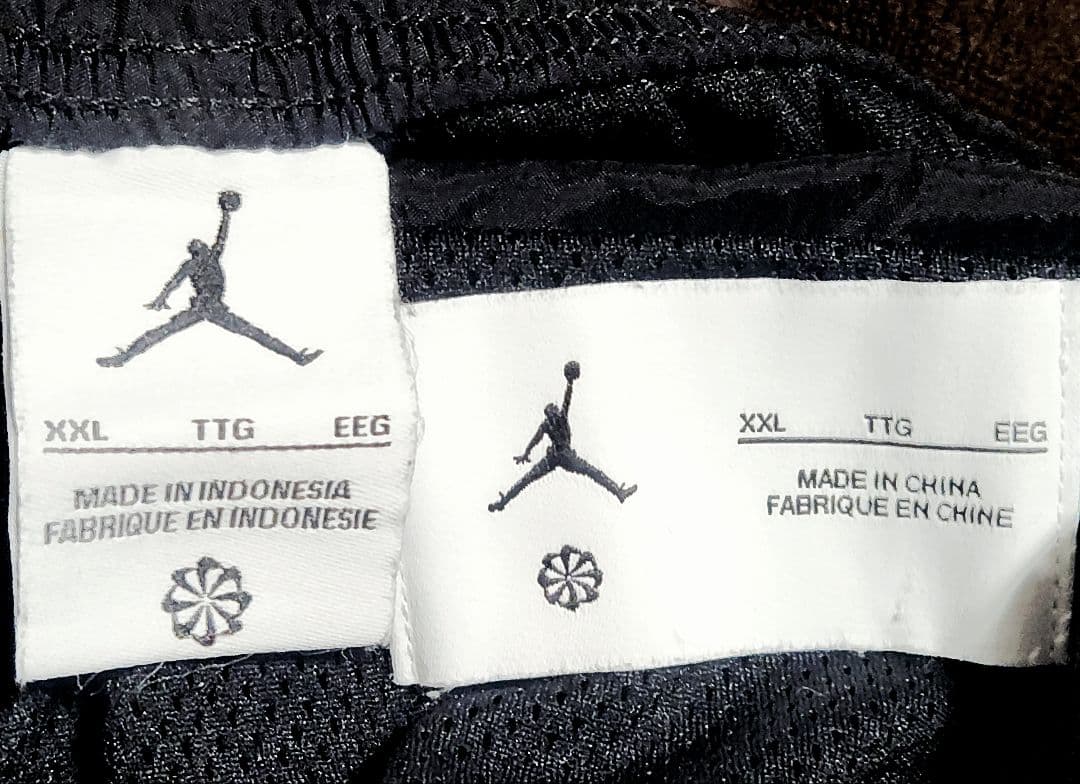 XXL TTG EEG
MADE IN INDONESIA
FABRIQUE EN INDONESIE
XXL TTG EEG
MADE IN CHINA
FABRIQUE EN CHINE